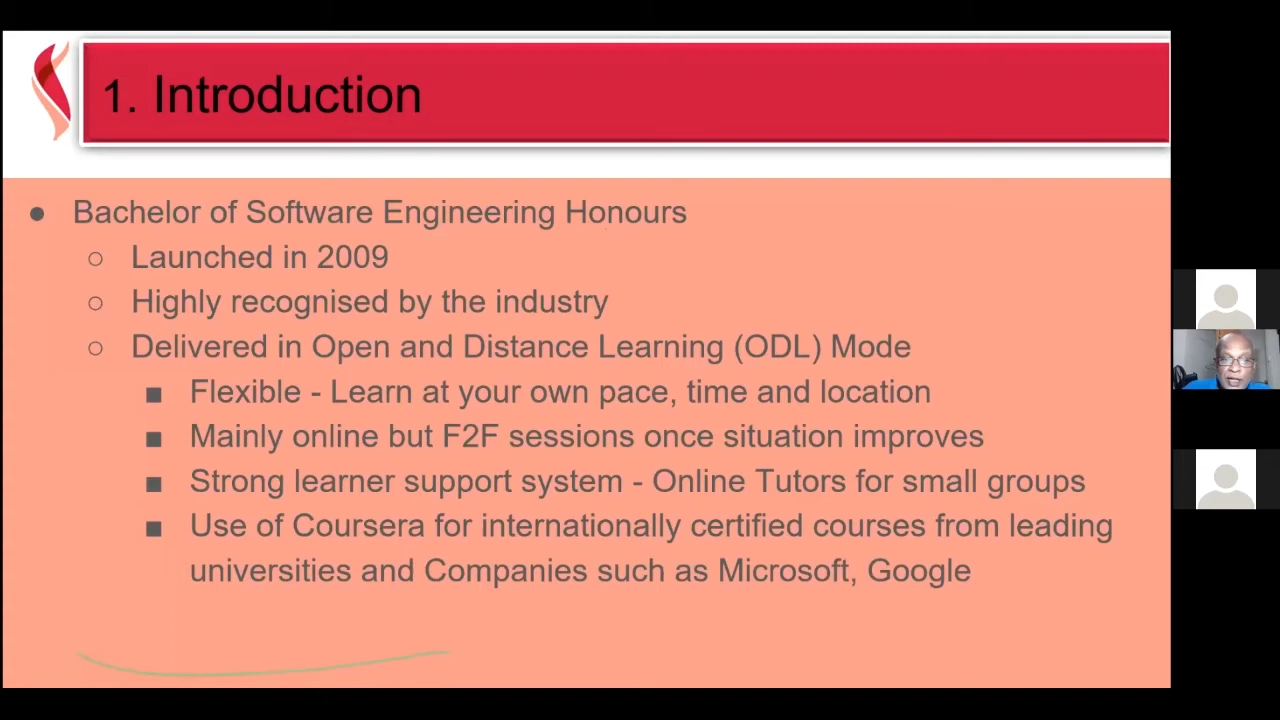 1. Introduction
● Bachelor of Software Engineering Honours
○ Launched in 2009
○ Highly recognised by the industry
○ Delivered in Open and Distance Learning (ODL) Mode
■ Flexible - Learn at your own pace, time and location
■ Mainly online but F2F sessions once situation improves
■ Strong learner support system - Online Tutors for small groups
■ Use of Coursera for internationally certified courses from leading
universities and Companies such as Microsoft, Google